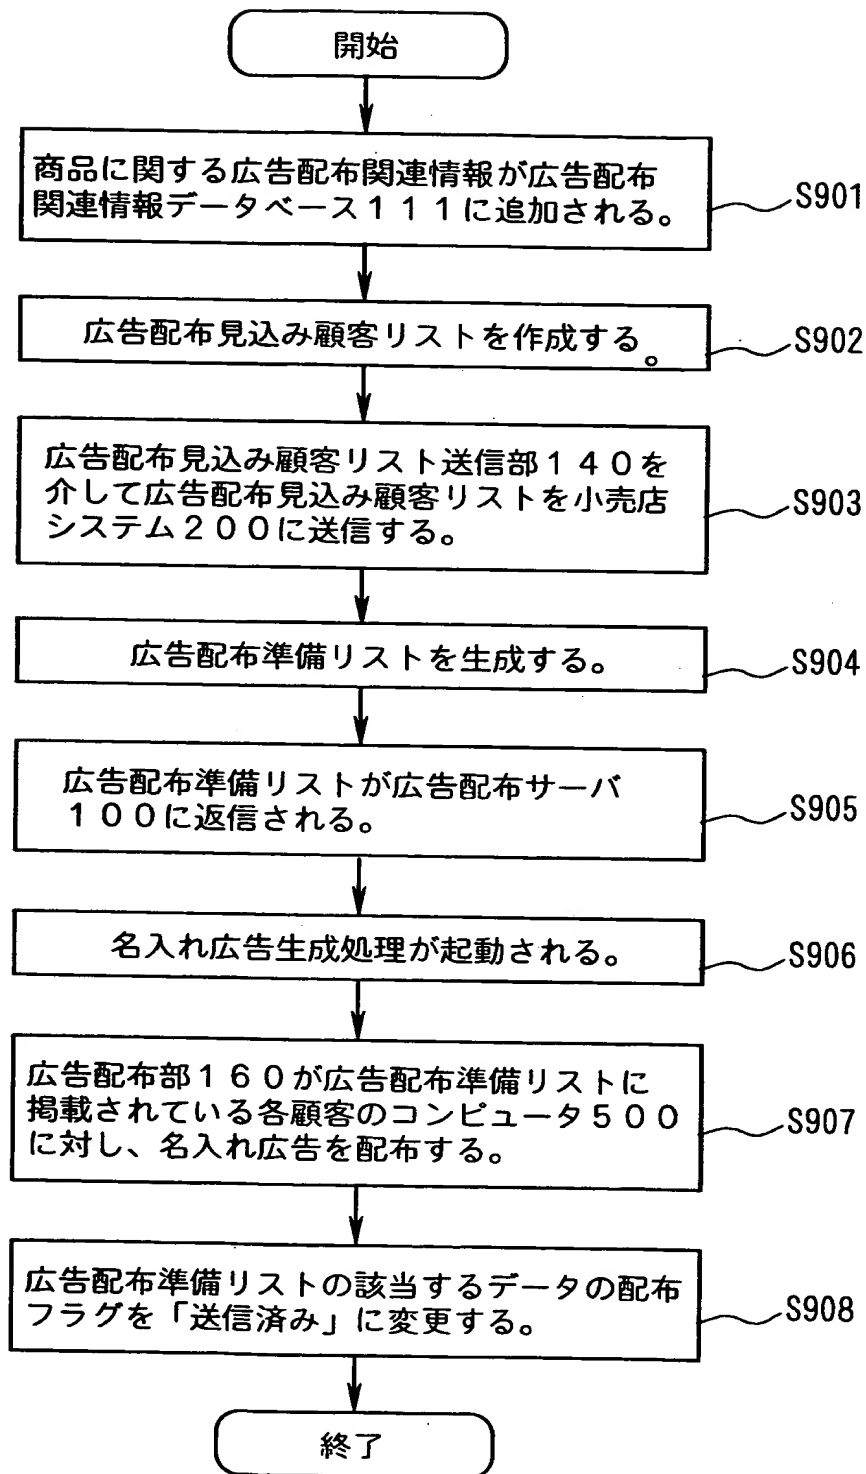 開始
商品に関する広告配布関連情報が広告配布
関連情報データベース１１１に追加される。
S901
広告配布見込み顧客リストを作成する。
S902
広告配布見込み顧客リスト送信部１４０を
介して広告配布見込み顧客リストを小売店
システム２００に送信する。
S903
広告配布準備リストを生成する。
S904
広告配布準備リストが広告配布サーバ
１００に返信される。
S905
名入れ広告生成処理が起動される。
S906
広告配布部１６０が広告配布準備リストに
掲載されている各顧客のコンピュータ５００
に対し、名入れ広告を配布する。
S907
広告配布準備リストの該当するデータの配布
フラグを「送信済み」に変更する。
S908
終了